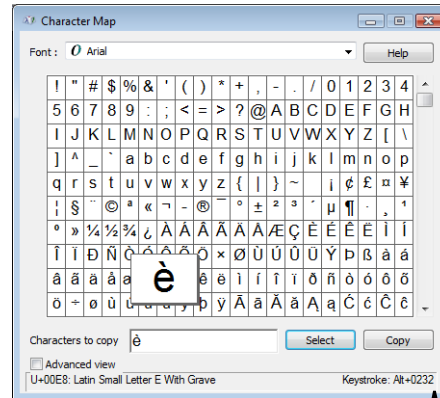 Character Map
Font : O Arial Help
! " # $ % & ' ( ) * + , - . / 0 1 2 3 4
5 6 7 8 9 : ; < = > ? @ A B C D E F G H
I J K L M N O P Q R S T U V W X Y Z [ \
] ^ _ ` a b c d e f g h i j k l m n o p
q r s t u v w x y z { | } ~ ¡ ¢ £ ¤ ¥
¦ § ¨ © ª « ¬ - ® ¯ ° ± ² ³ ´ µ ¶ · ¸ ¹
º » ¼ ½ ¾ ¿ À Á Â Ã Ä Å Æ Ç È É Ê Ë Ì Í
Î Ï Ð Ñ Ò Ó Ô Õ Ö × Ø Ù Ú Û Ü Ý Þ ß à á
â ã ä å è ê ë ì í î ï ð ñ ò ó ô õ
ö ÷ ø ù ÿ Ā ā Ă ă Ą ą Ć ć Ĉ ĉ
Characters to copy è Select Copy
Advanced view
U+00E8: Latin Small Letter E With Grave Keystroke: Alt+0232